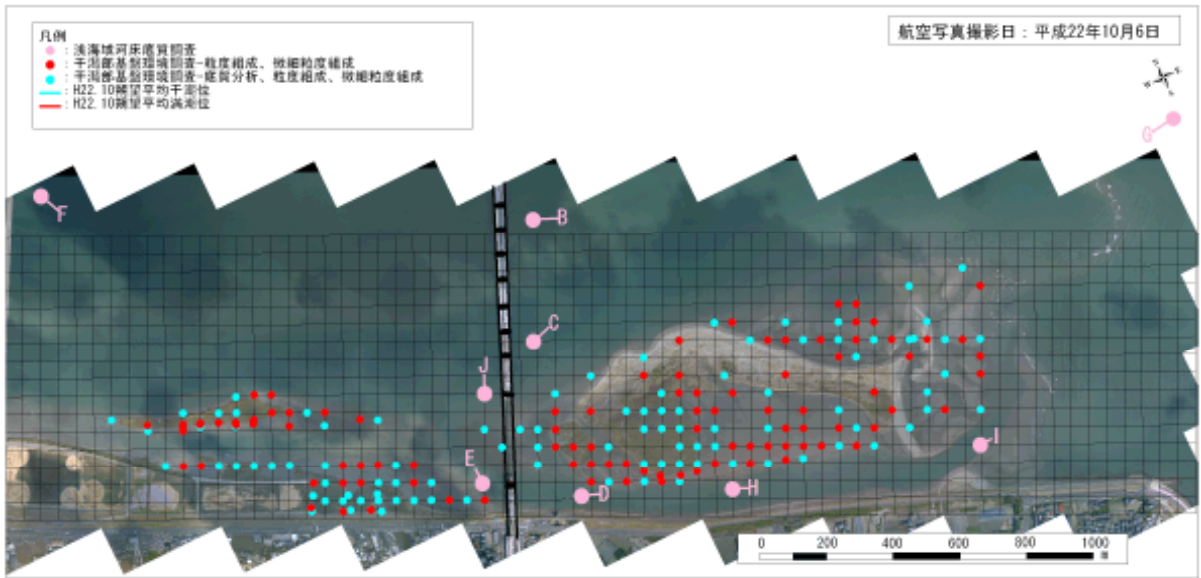 凡例
: 浅海域河床底質調査
: 干潟部基盤環境調査-粒度組成、微細粒度組成
: 干潟部基盤環境調査-底質分析、粒度組成、微細粒度組成
: H22.10朔望平均干潮位
: H22.10朔望平均満潮位
航空写真撮影日：平成22年10月6日
N
E
S
W
G
F
B
C
J
E
D
H
I
0 200 400 600 800 1000
m